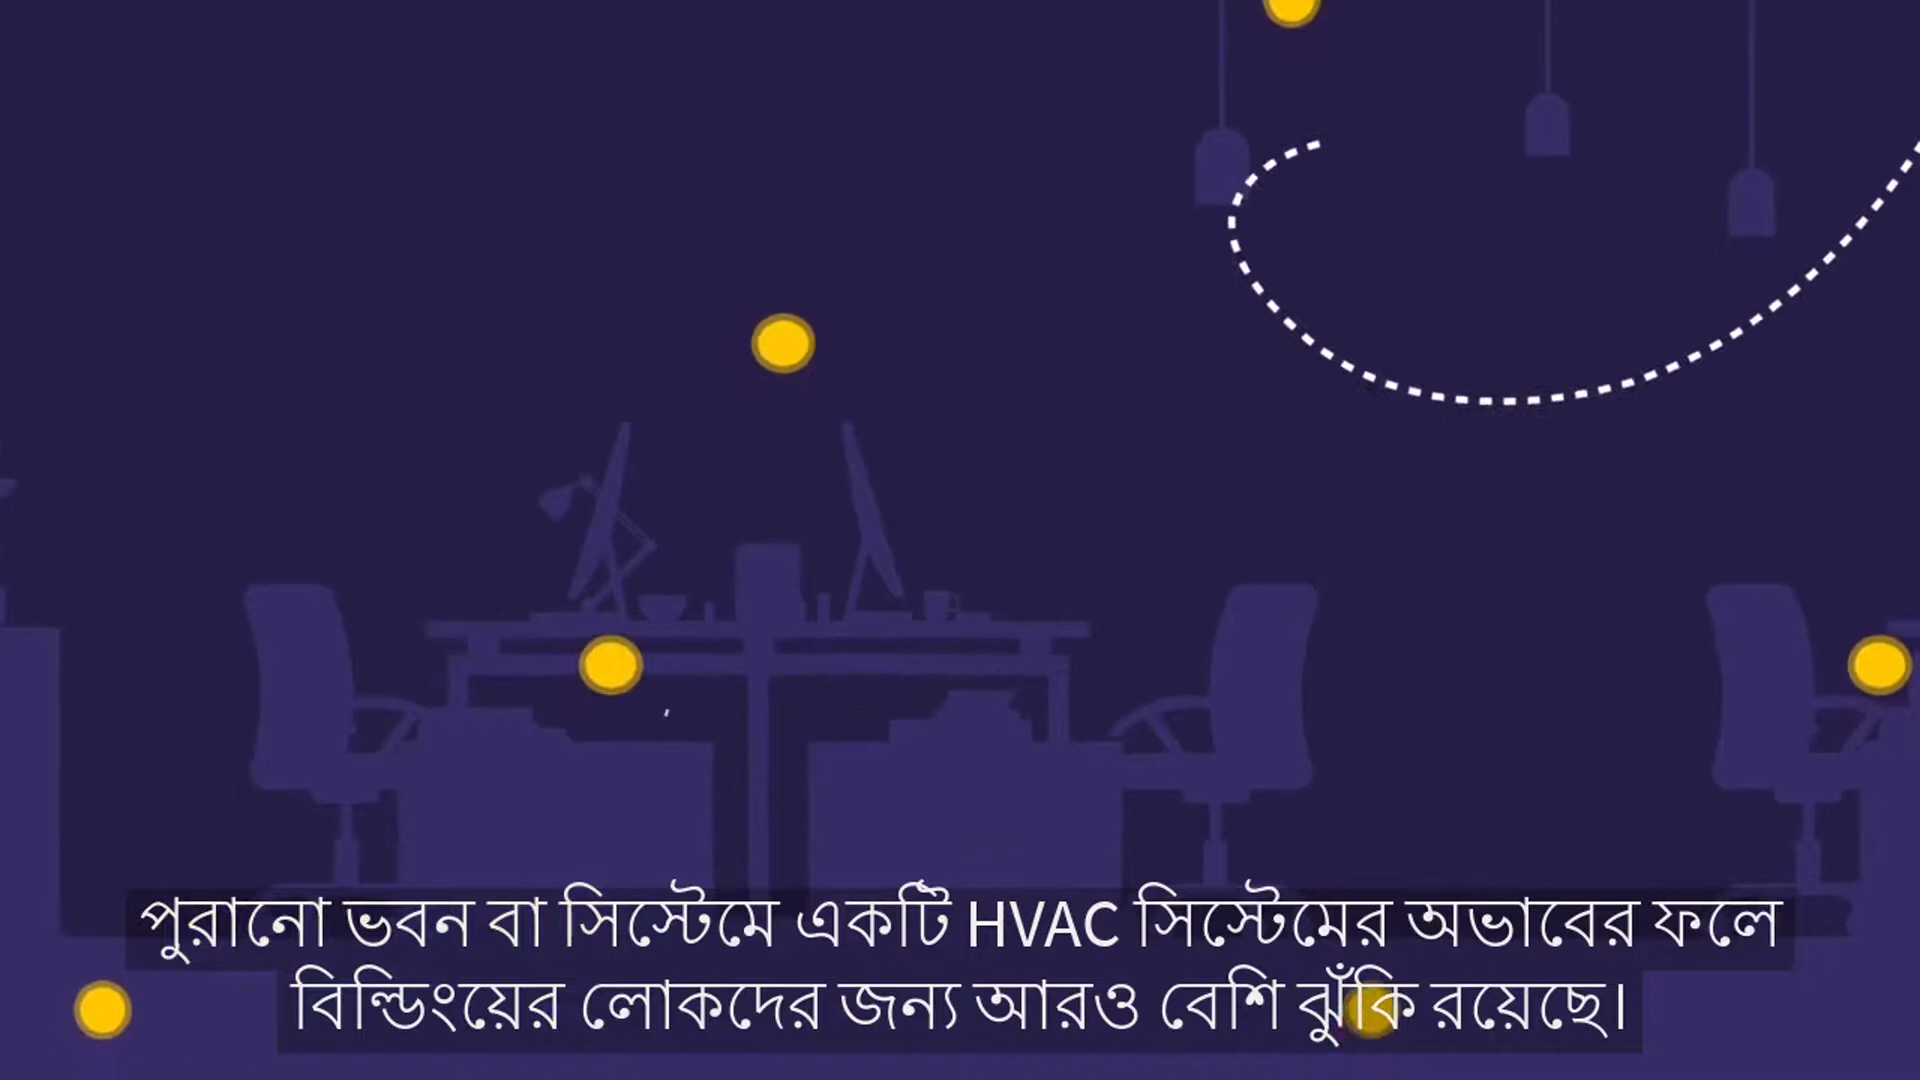 পুরানো ভবন বা সিস্টেমে একটি HVAC সিস্টেমের অভাবের ফলে
বিল্ডিংয়ের লোকদের জন্য আরও বেশি ঝুঁকি রয়েছে।